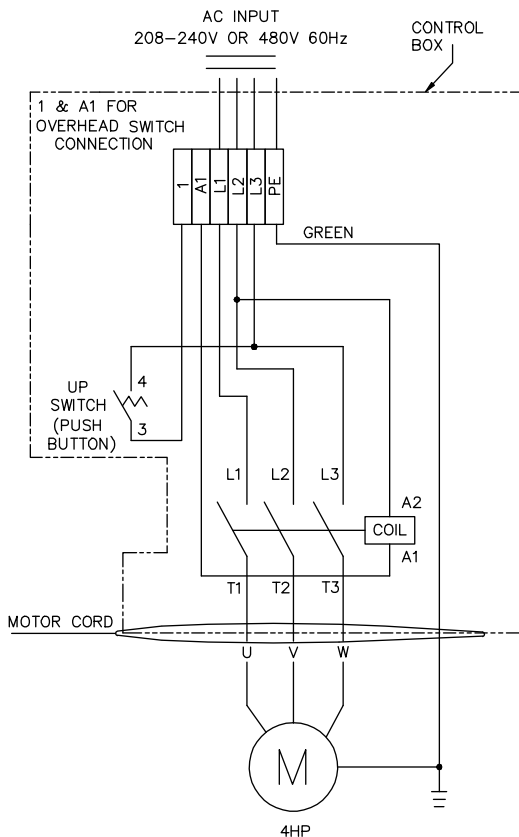 AC INPUT
208-240V OR 480V 60Hz
CONTROL
BOX
1 & A1 FOR
OVERHEAD SWITCH
CONNECTION
1
A1
L1
L2
L3
PE
GREEN
4
UP
SWITCH
(PUSH
BUTTON)
3
L1
L2
L3
A2
COIL
A1
T1
T2
T3
MOTOR CORD
U
V
W
M
4HP